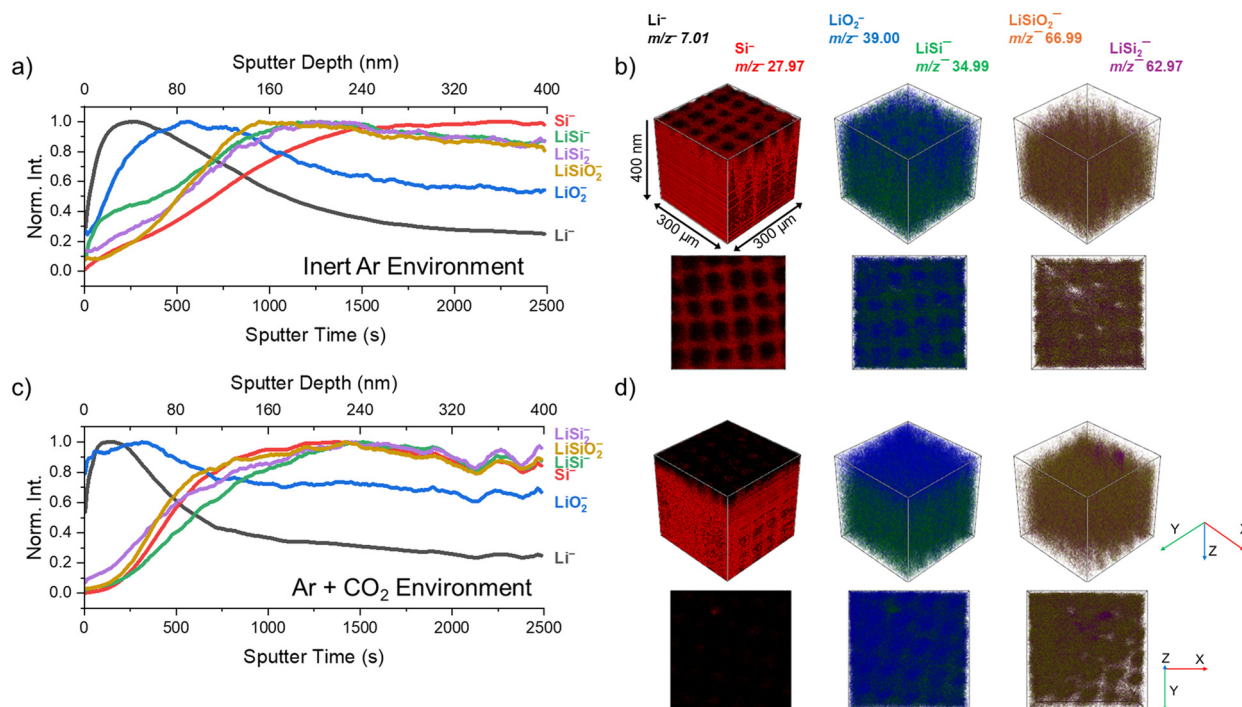 a)
Sputter Depth (nm)
0 80 160 240 320 400
Norm. Int.
1.0
0.8
0.6
0.4
0.2
0.0
Si⁻
LiSi⁻
LiSi₂⁻
LiSiO₂⁻
LiO₂⁻
Li⁻
Inert Ar Environment
0 500 1000 1500 2000 2500
Sputter Time (s)
b)
Li⁻
m/z⁻ 7.01
Si⁻
m/z⁻ 27.97
LiO₂⁻
m/z⁻ 39.00
LiSi⁻
m/z⁻ 34.99
LiSiO₂⁻
m/z⁻ 66.99
LiSi₂⁻
m/z⁻ 62.97
400 nm
300 µm
300 µm
c)
Sputter Depth (nm)
0 80 160 240 320 400
Norm. Int.
1.0
0.8
0.6
0.4
0.2
0.0
LiSi₂⁻
LiSiO₂⁻
LiSi⁻
Si⁻
LiO₂⁻
Li⁻
Ar + CO₂ Environment
0 500 1000 1500 2000 2500
Sputter Time (s)
d)
Y X
Z
Z X
Y